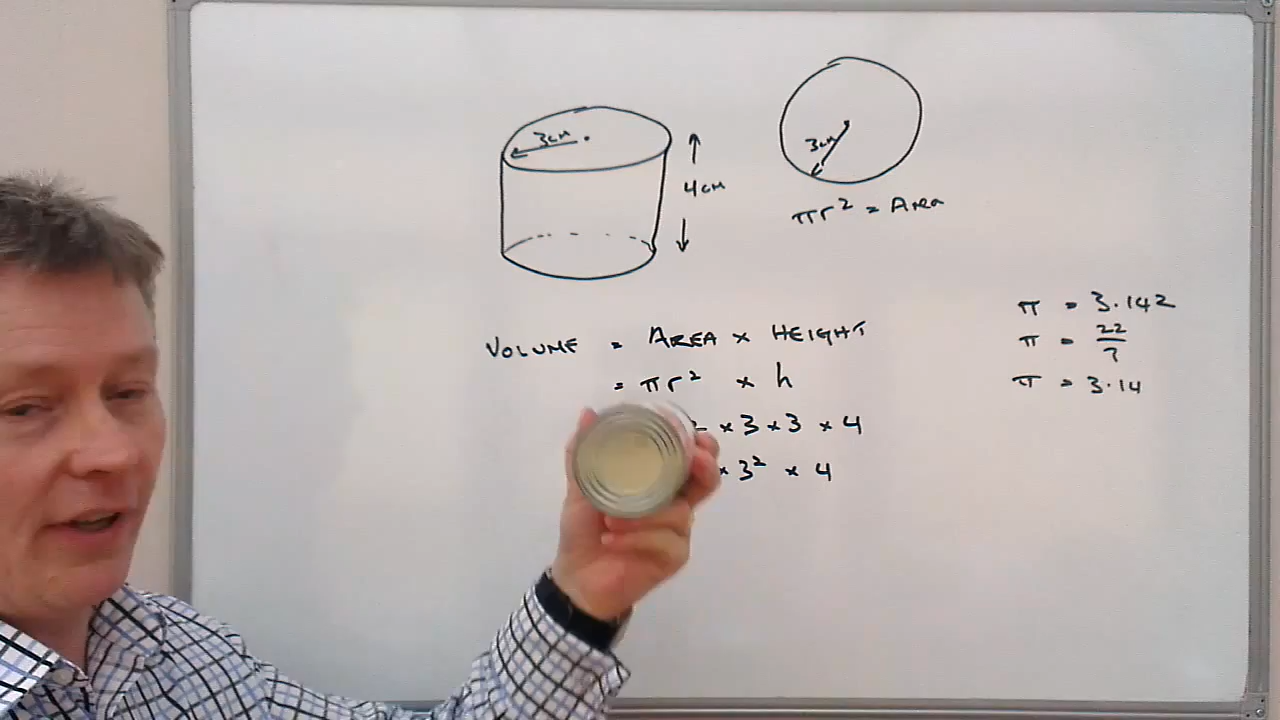 3cm
4cm
3cm
πr² = AREA
VOLUME = AREA × HEIGHT
= πr² × h
× 3 × 3 × 4
× 3² × 4
π = 3.142
π = 22/7
π = 3.14